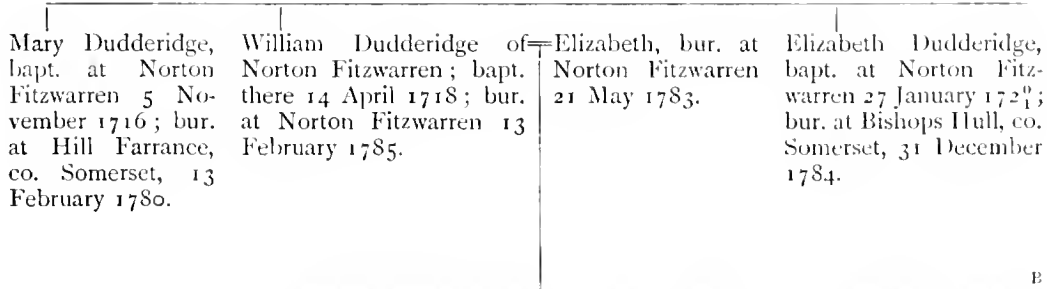 Mary Dudderidge,
bapt. at Norton
Fitzwarren 5 No-
vember 1716; bur.
at Hill Farrance,
co. Somerset, 13
February 1780.
William Dudderidge of
Norton Fitzwarren; bapt.
there 14 April 1718; bur.
at Norton Fitzwarren 13
February 1785.
=Elizabeth, bur. at
Norton Fitzwarren
21 May 1783.
Elizabeth Dudderidge,
bapt. at Norton Fitz-
warren 27 January 172⁰₁;
bur. at Bishops Hull, co.
Somerset, 31 December
1784.
B